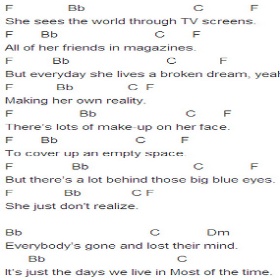 F Bb C F
She sees the world through TV screens.
F Bb C F
All of her friends in magazines.
F Bb C F
But everyday she lives a broken dream, yeah
F Bb C F
Making her own reality.
F Bb C F
There's lots of make-up on her face.
F Bb C F
To cover up an empty space.
F Bb C F
But there's a lot behind those big blue eyes.
F Bb C F
She just don't realize.
Bb C Dm
Everybody's gone and lost their mind.
Bb C
It's just the days we live in Most of the time.